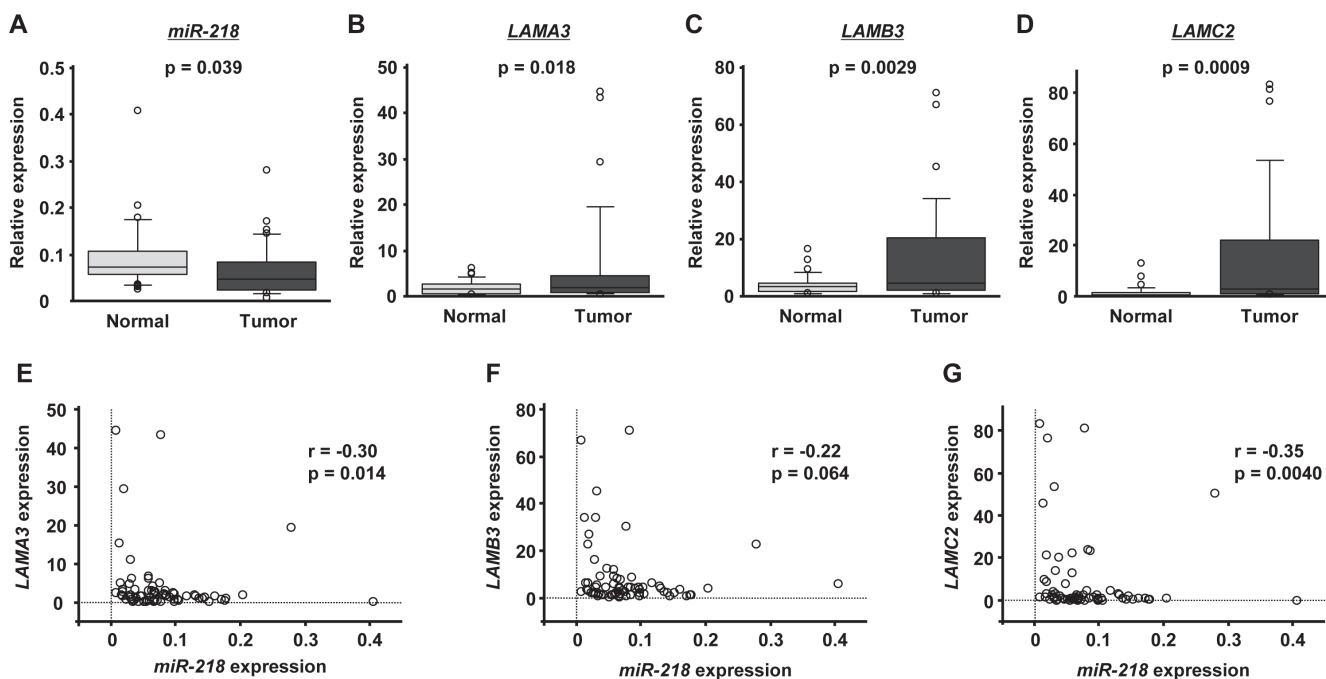 A
miR-218
p = 0.039
Relative expression
0.5
0.4
0.3
0.2
0.1
0
Normal
Tumor
B
LAMA3
p = 0.018
Relative expression
50
40
30
20
10
0
Normal
Tumor
C
LAMB3
p = 0.0029
Relative expression
80
60
40
20
0
Normal
Tumor
D
LAMC2
p = 0.0009
Relative expression
80
60
40
20
0
Normal
Tumor
E
LAMA3 expression
50
40
30
20
10
0
r = -0.30
p = 0.014
0 0.1 0.2 0.3 0.4
miR-218 expression
F
LAMB3 expression
80
60
40
20
0
r = -0.22
p = 0.064
0 0.1 0.2 0.3 0.4
miR-218 expression
G
LAMC2 expression
80
60
40
20
0
r = -0.35
p = 0.0040
0 0.1 0.2 0.3 0.4
miR-218 expression